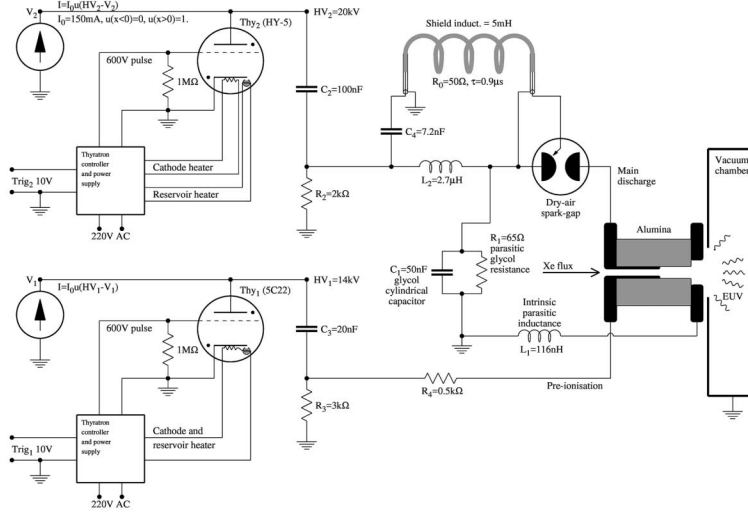 I=I₀u(HV₂-V₂)
V₂
I₀=150mA, u(x<0)=0, u(x>0)=1.
Thy₂ (HY-5)
HV₂=20kV
Shield induct. = 5mH
R₀=50Ω, τ=0.9μs
600V pulse
1MΩ
C₂=100nF
C₄=7.2nF
Thyratron
controller
and power
supply
Cathode heater
Reservoir heater
Trig₂ 10V
220V AC
R₂=2kΩ
L₂=2.7μH
Dry-air
spark-gap
Main
discharge
Vacuum
chamber
Alumina
R₁=65Ω
parasitic
glycol
resistance
C₁=50nF
glycol
cylindrical
capacitor
Xe flux
EUV
Intrinsic
parasitic
inductance
L₁=116nH
V₁
I=I₀u(HV₁-V₁)
Thy₁ (5C22)
HV₁=14kV
600V pulse
1MΩ
C₃=20nF
R₄=0.5kΩ
Pre-ionisation
R₃=3kΩ
Thyratron
controller
and power
supply
Cathode and
reservoir heater
Trig₁ 10V
220V AC